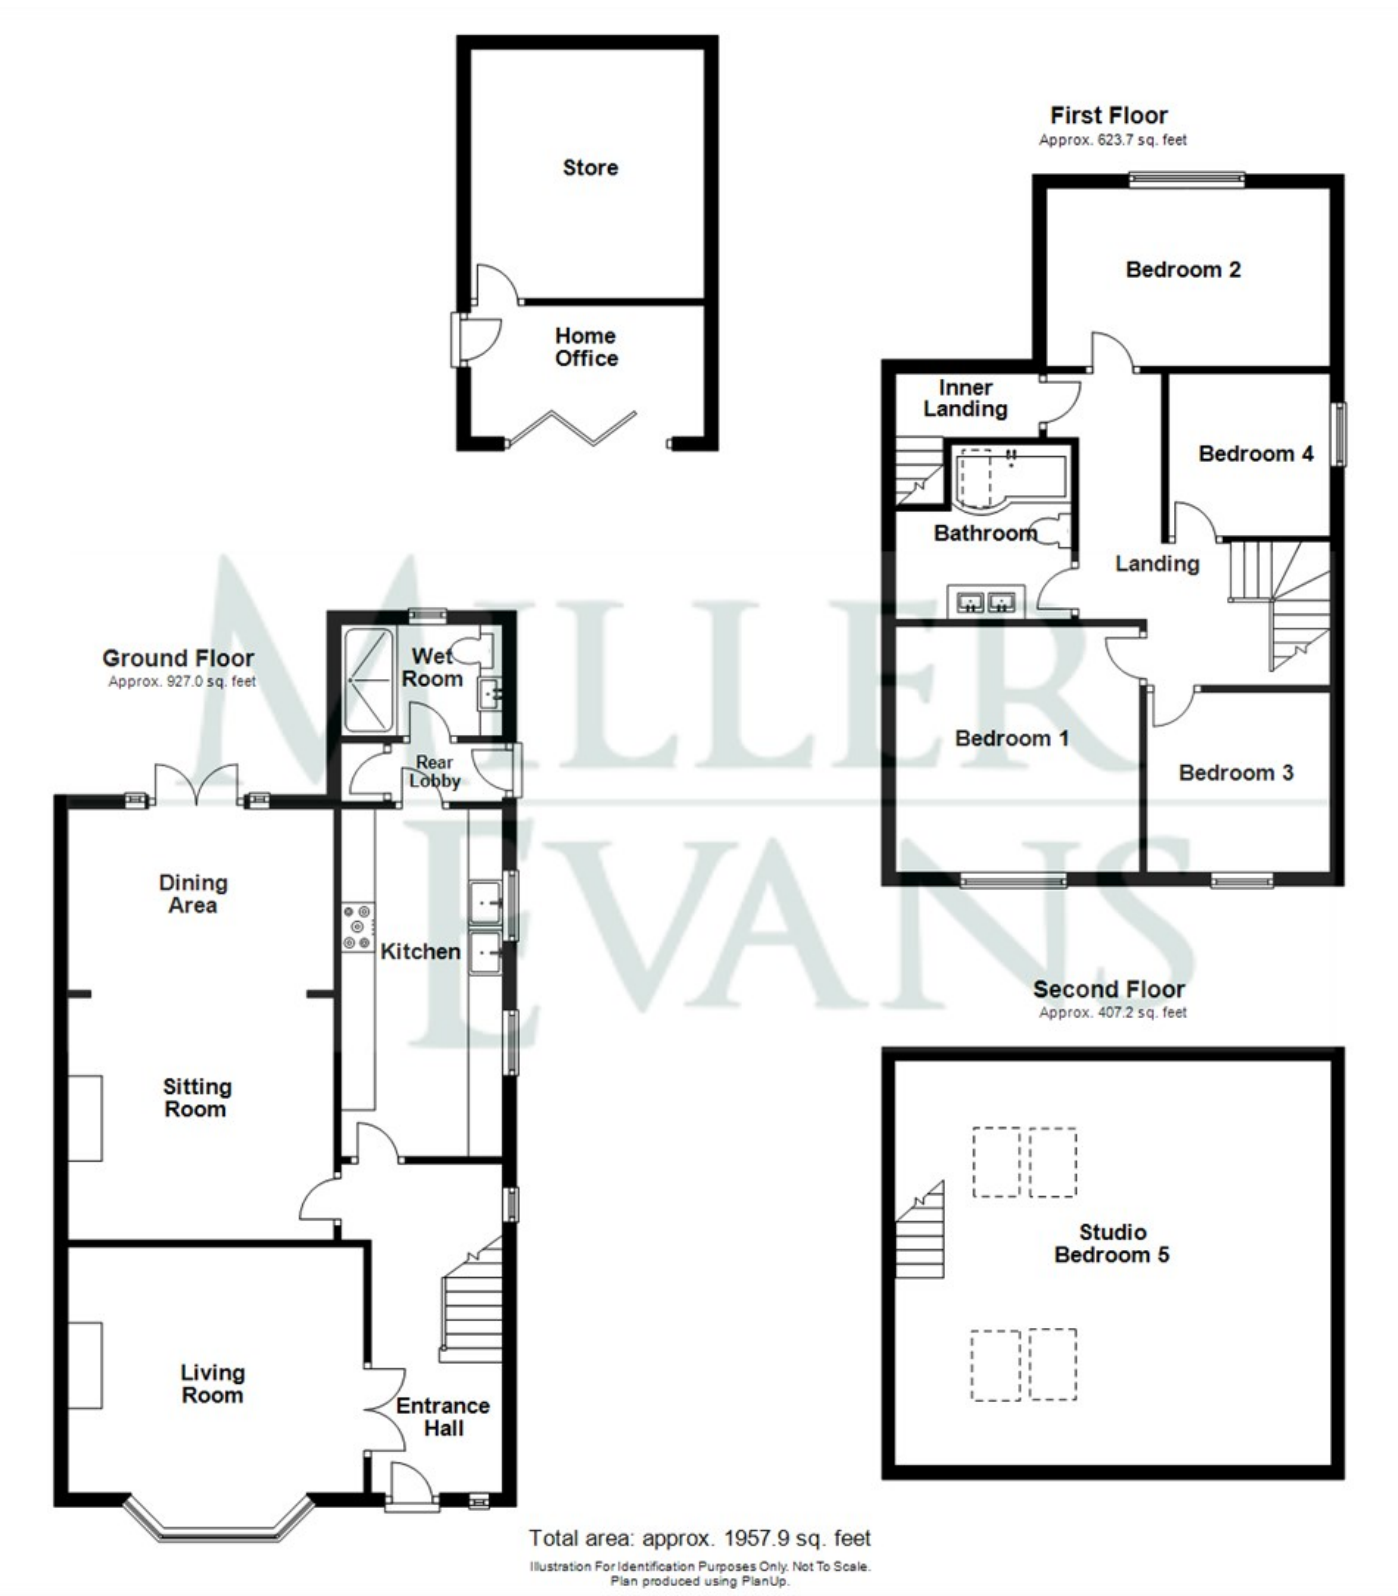 Store
Home
Office
First Floor
Approx. 623.7 sq. feet
Bedroom 2
Inner
Landing
Bedroom 4
Bathroom
Landing
Bedroom 1
Bedroom 3
MILLER
EVANS
Ground Floor
Approx. 927.0 sq. feet
Wet
Room
Rear
Lobby
Dining
Area
Kitchen
Sitting
Room
Living
Room
Entrance
Hall
Second Floor
Approx. 407.2 sq. feet
Studio
Bedroom 5
Total area: approx. 1957.9 sq. feet
Illustration For Identification Purposes Only. Not To Scale.
Plan produced using PlanUp.